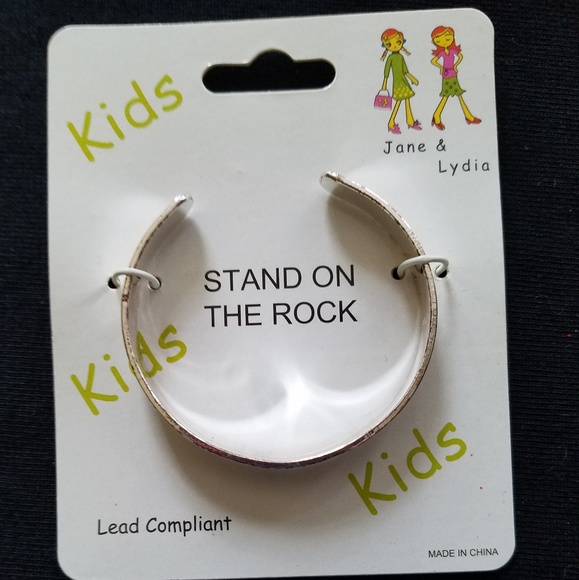 Kids
Jane &
Lydia
STAND ON
THE ROCK
Kids
Kids
Lead Compliant
MADE IN CHINA